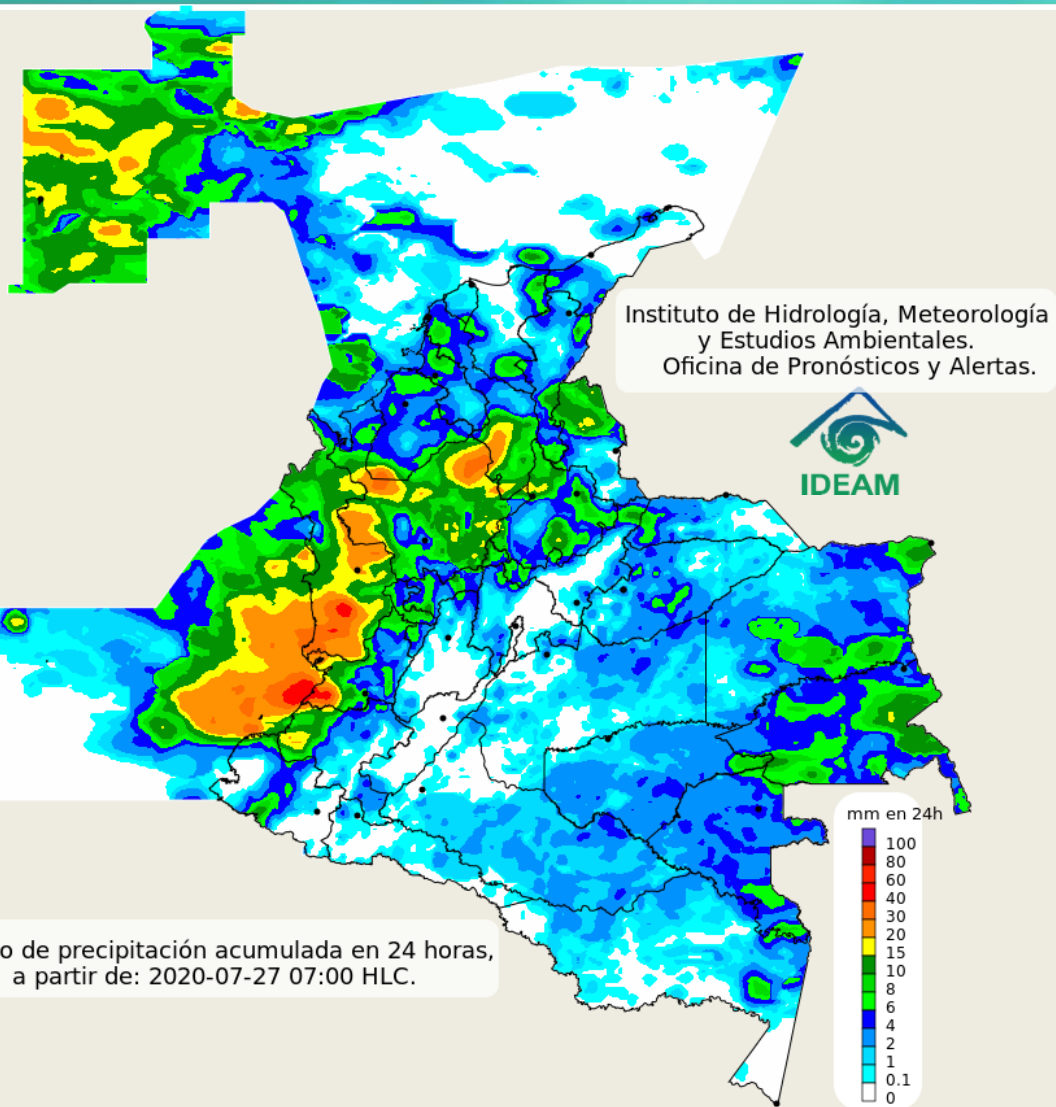 Instituto de Hidrología, Meteorología
y Estudios Ambientales.
Oficina de Pronósticos y Alertas.
IDEAM
mm en 24h
100
80
60
40
30
20
15
10
8
6
4
2
1
0.1
0
o de precipitación acumulada en 24 horas,
a partir de: 2020-07-27 07:00 HLC.